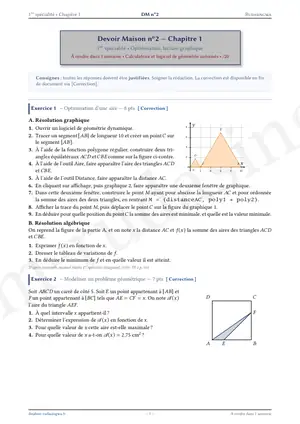 1ʳᵉ spécialité • Chapitre 1
DM n°2
Devoir Maison n°2 – Chapitre 1
1ʳᵉ spécialité • Optimisation, lecture graphique
À rendre dans 1 semaine • Calculatrice et logiciel de géométrie autorisés • /20
Consignes : toutes les réponses doivent être justifiées. Soigner la rédaction. La correction est disponible en fin
de document via [Correction].
Exercice 1 – Optimisation d'une aire – 8 pts [ Correction ]
A. Résolution graphique
1. Ouvrir un logiciel de géométrie dynamique.
2. Tracer un segment [AB] de longueur 10 et créer un point C sur
le segment [AB].
3. À l'aide de la fonction polygone régulier, construire deux tri-
angles équilatéraux ACD et CBE comme sur la figure ci-contre.
4. À l'aide de l'outil Aire, faire apparaître les aires des triangles ACD
et CBE.
5. À l'aide de l'outil Distance, faire apparaître la distance AC.
6. En cliquant sur affichage, puis graphique 2, faire apparaître une deuxième fenêtre de graphique.
7. Dans cette deuxième fenêtre, construire le point M ayant pour abscisse la longueur AC et pour ordonnée
la somme des aires des deux triangles, en rentrant M = (distanceAC, poly1 + poly2).
8. Afficher la trace du point M, puis déplacer le point C sur la figure du graphique 1.
9. En déduire pour quelle position du point C la somme des aires est minimale, et quelle est la valeur minimale.
B. Résolution algébrique
On reprend la figure de la partie A, et on note x la distance AC et f(x) la somme des aires des triangles ACD
et CBE.
1. Exprimer f(x) en fonction de x.
2. Dresser le tableau de variations de f.
3. En déduire le minimum de f et en quelle valeur il est atteint.
Exercice 2 – Modéliser un problème géométrique – 7 pts [ Correction ]
Soit ABCD un carré de côté 5. Soit E un point appartenant à [AB] et
F un point appartenant à [BC] tels que AE = CF = x. On note 𝒜(x)
l'aire du triangle AEF.
1. À quel intervalle x appartient-il ?
2. Déterminer l'expression de 𝒜(x) en fonction de x.
3. Pour quelle valeur de x cette aire est-elle maximale ?
4. Pour quelle valeur de x a-t-on 𝒜(x) = 2.75 cm² ?
D
C
F
A
E
B
– 1 –
À rendre dans 1 semaine